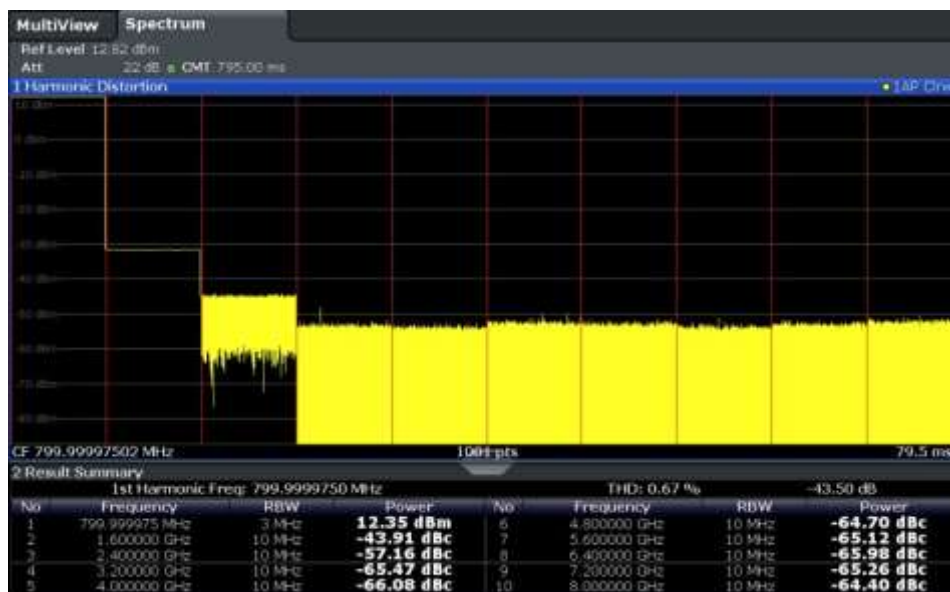 MultiView Spectrum
Ref Level 12.82 dBm
Att 22 dB CMT 795.00 ms
1 Harmonic Distortion 1AP Clrw
CF 799.99997502 MHz 1001 pts 79.5 ms
2 Result Summary
1st Harmonic Freq: 799.9999750 MHz THD: 0.67 % -43.50 dB
No Frequency RBW Power No Frequency RBW Power
1 799.999975 MHz 3 MHz 12.35 dBm 6 4.800000 GHz 10 MHz -64.70 dBc
2 1.600000 GHz 10 MHz -43.91 dBc 7 5.600000 GHz 10 MHz -65.12 dBc
3 2.400000 GHz 10 MHz -57.16 dBc 8 6.400000 GHz 10 MHz -65.98 dBc
4 3.200000 GHz 10 MHz -65.47 dBc 9 7.200000 GHz 10 MHz -65.26 dBc
5 4.000000 GHz 10 MHz -66.08 dBc 10 8.000000 GHz 10 MHz -64.40 dBc